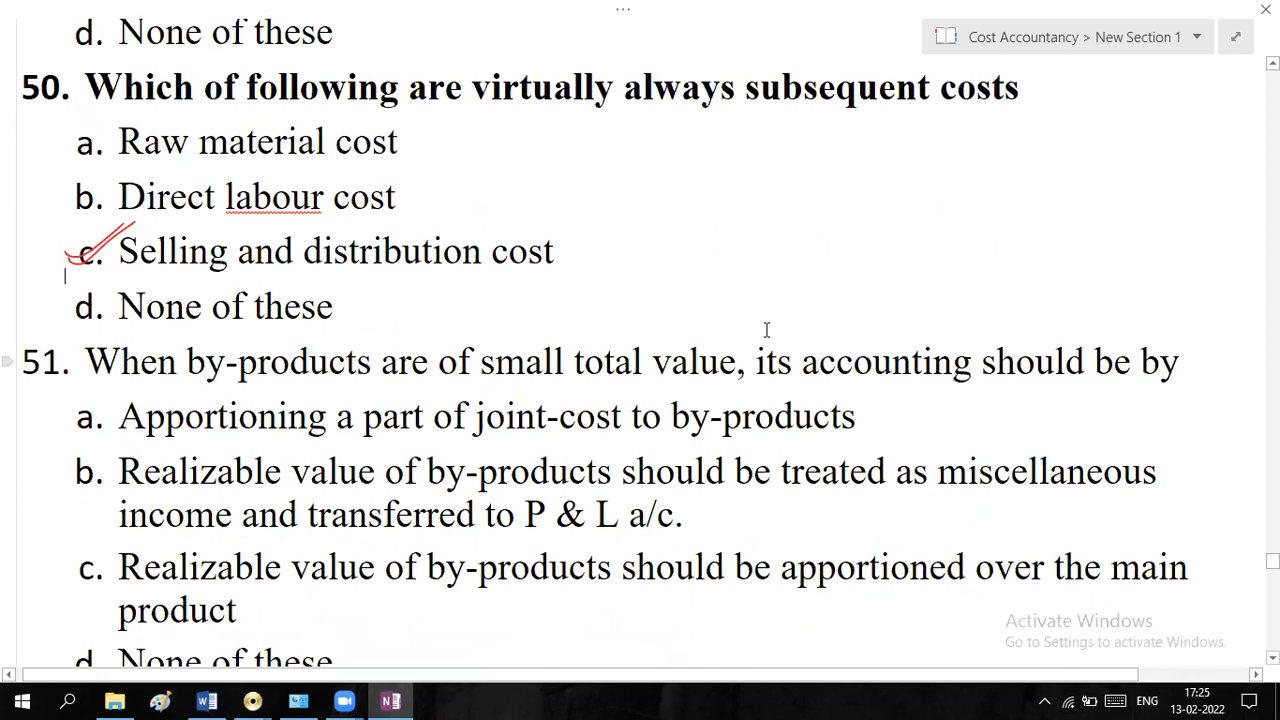 ...
d. None of these
Cost Accountancy > New Section 1
50. Which of following are virtually always subsequent costs
a. Raw material cost
b. Direct labour cost
c. Selling and distribution cost
d. None of these
51. When by-products are of small total value, its accounting should be by
a. Apportioning a part of joint-cost to by-products
b. Realizable value of by-products should be treated as miscellaneous
income and transferred to P & L a/c.
c. Realizable value of by-products should be apportioned over the main
product
Activate Windows
Go to Settings to activate Windows.
d. None of these
ENG
17:25
13-02-2022